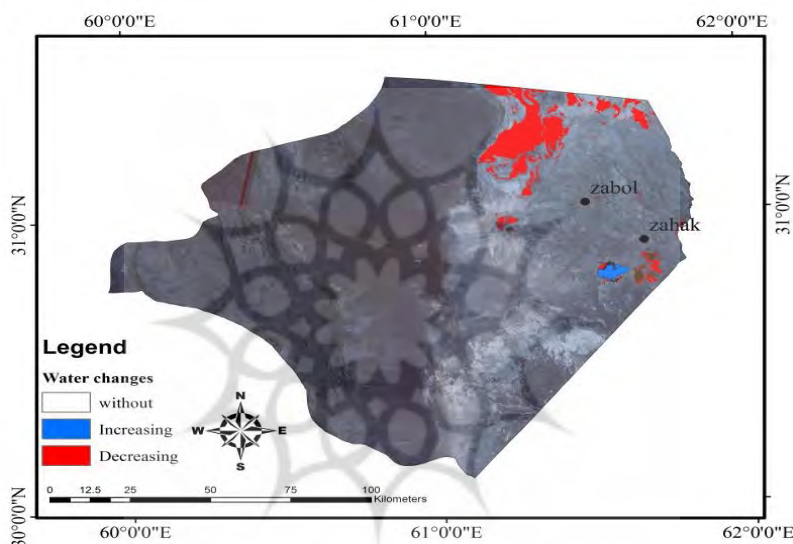 60°0'0"E 61°0'0"E 62°0'0"E
zabol
31°0'0"N 31°0'0"N
zahak
Legend
Water changes
without
Increasing
Decreasing
N
W E
S
0 12.5 25 50 75 100
Kilometers
30°0'0"N
60°0'0"E 61°0'0"E 62°0'0"E